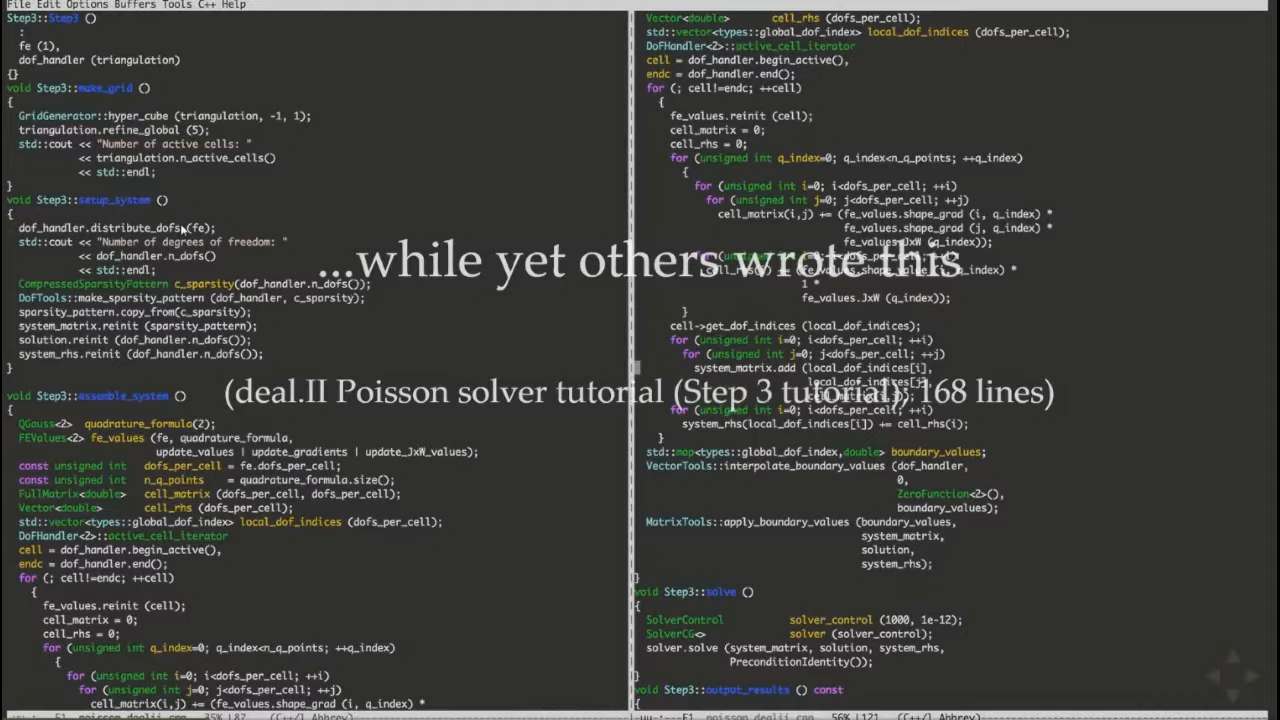 File Edit Options Buffers Tools C++ Help
Step3::Step3 ()
:
fe (1),
dof_handler (triangulation)
{}
void Step3::make_grid ()
{
GridGenerator::hyper_cube (triangulation, -1, 1);
triangulation.refine_global (5);
std::cout << "Number of active cells: "
<< triangulation.n_active_cells()
<< std::endl;
}
void Step3::setup_system ()
{
dof_handler.distribute_dofs (fe);
std::cout << "Number of degrees of freedom: "
<< dof_handler.n_dofs()
<< std::endl;
CompressedSparsityPattern c_sparsity(dof_handler.n_dofs());
DoFTools::make_sparsity_pattern (dof_handler, c_sparsity);
sparsity_pattern.copy_from(c_sparsity);
system_matrix.reinit (sparsity_pattern);
solution.reinit (dof_handler.n_dofs());
system_rhs.reinit (dof_handler.n_dofs());
}
void Step3::assemble_system ()
{
QGauss<2> quadrature_formula(2);
FEValues<2> fe_values (fe, quadrature_formula,
update_values | update_gradients | update_JxW_values);
const unsigned int dofs_per_cell = fe.dofs_per_cell;
const unsigned int n_q_points = quadrature_formula.size();
FullMatrix<double> cell_matrix (dofs_per_cell, dofs_per_cell);
Vector<double> cell_rhs (dofs_per_cell);
std::vector<types::global_dof_index> local_dof_indices (dofs_per_cell);
DoFHandler<2>::active_cell_iterator
cell = dof_handler.begin_active(),
endc = dof_handler.end();
for (; cell!=endc; ++cell)
{
fe_values.reinit (cell);
cell_matrix = 0;
cell_rhs = 0;
for (unsigned int q_index=0; q_index<n_q_points; ++q_index)
{
for (unsigned int i=0; i<dofs_per_cell; ++i)
for (unsigned int j=0; j<dofs_per_cell; ++j)
cell_matrix(i,j) += (fe_values.shape_grad (i, q_index) *
Vector<double> cell_rhs (dofs_per_cell);
std::vector<types::global_dof_index> local_dof_indices (dofs_per_cell);
DoFHandler<2>::active_cell_iterator
cell = dof_handler.begin_active(),
endc = dof_handler.end();
for (; cell!=endc; ++cell)
{
fe_values.reinit (cell);
cell_matrix = 0;
cell_rhs = 0;
for (unsigned int q_index=0; q_index<n_q_points; ++q_index)
{
for (unsigned int i=0; i<dofs_per_cell; ++i)
for (unsigned int j=0; j<dofs_per_cell; ++j)
cell_matrix(i,j) += (fe_values.shape_grad (i, q_index) *
fe_values.shape_grad (j, q_index) *
fe_values.JxW (q_index));
for (unsigned int i=0; i<dofs_per_cell; ++i)
q_index) *
1 *
fe_values.JxW (q_index));
}
cell->get_dof_indices (local_dof_indices);
for (unsigned int i=0; i<dofs_per_cell; ++i)
for (unsigned int j=0; j<dofs_per_cell; ++j)
system_matrix.add (local_dof_indices[i],
for (unsigned int i=0; i<dofs_per_cell; ++i)
system_rhs(local_dof_indices[i]) += cell_rhs(i);
}
std::map<types::global_dof_index,double> boundary_values;
VectorTools::interpolate_boundary_values (dof_handler,
0,
ZeroFunction<2>(),
boundary_values);
MatrixTools::apply_boundary_values (boundary_values,
system_matrix,
solution,
system_rhs);
}
void Step3::solve ()
{
SolverControl solver_control (1000, 1e-12);
SolverCG<> solver (solver_control);
solver.solve (system_matrix, solution, system_rhs,
PreconditionIdentity());
}
void Step3::output_results () const
{
...while yet others wrote this
(deal.II Poisson solver tutorial (Step 3 tutorial): 168 lines)